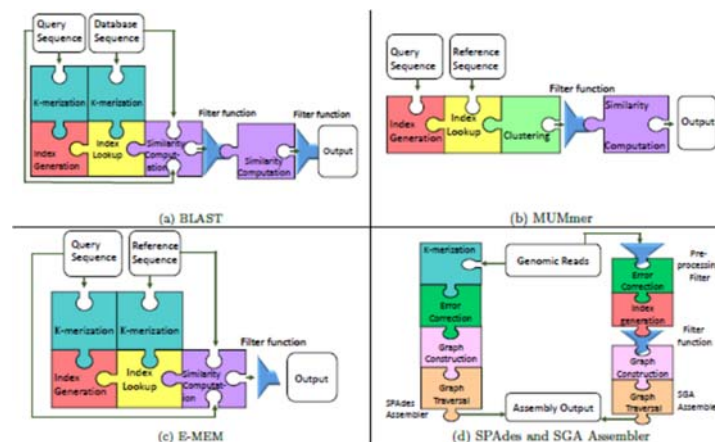 Query
Sequence
Database
Sequence
K-merization
K-merization
Filter function
Filter function
Index
Generation
Index
Lookup
Similarity
Comput-
ation
Similarity
Computation
Output
(a) BLAST
Query
Sequence
Reference
Sequence
Filter function
Similarity
Index
Generation
Index
Lookup
Clustering
Computation
Output
(b) MUMmer
Query
Sequence
Reference
Sequence
K-merization
K-merization
Filter function
Index
Generation
Index
Lookup
Similarity
Computat-
ion
Output
(c) E-MEM
K-merization
Genomic Reads
Pre-
processing
Filter
Error
Correction
Error
Correction
Index
generation
Graph
Construction
Filter
function
Graph
Construction
Graph
Traversal
Graph
Traversal
SPAdes
Assembler
Assembly Output
SGA
Assembler
(d) SPAdes and SGA Assembler